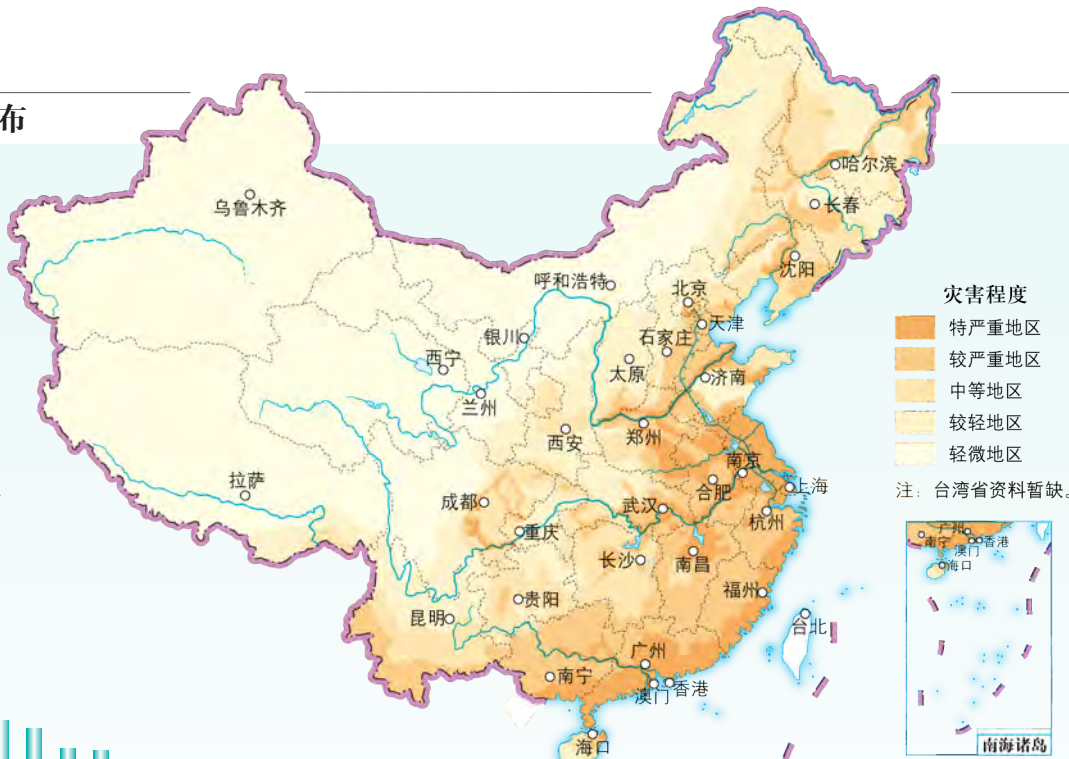 布
哈尔滨
长春
乌鲁木齐
沈阳
呼和浩特
北京
天津
银川
石家庄
西宁
太原
济南
兰州
西安
郑州
拉萨
南京
成都
合肥
上海
武汉
重庆
杭州
长沙
南昌
福州
贵阳
昆明
台北
广州
南宁
香港
澳门
海口
灾害程度
特严重地区
较严重地区
中等地区
较轻地区
轻微地区
注：台湾省资料暂缺。
广州
南宁
香港
澳门
海口
南海诸岛